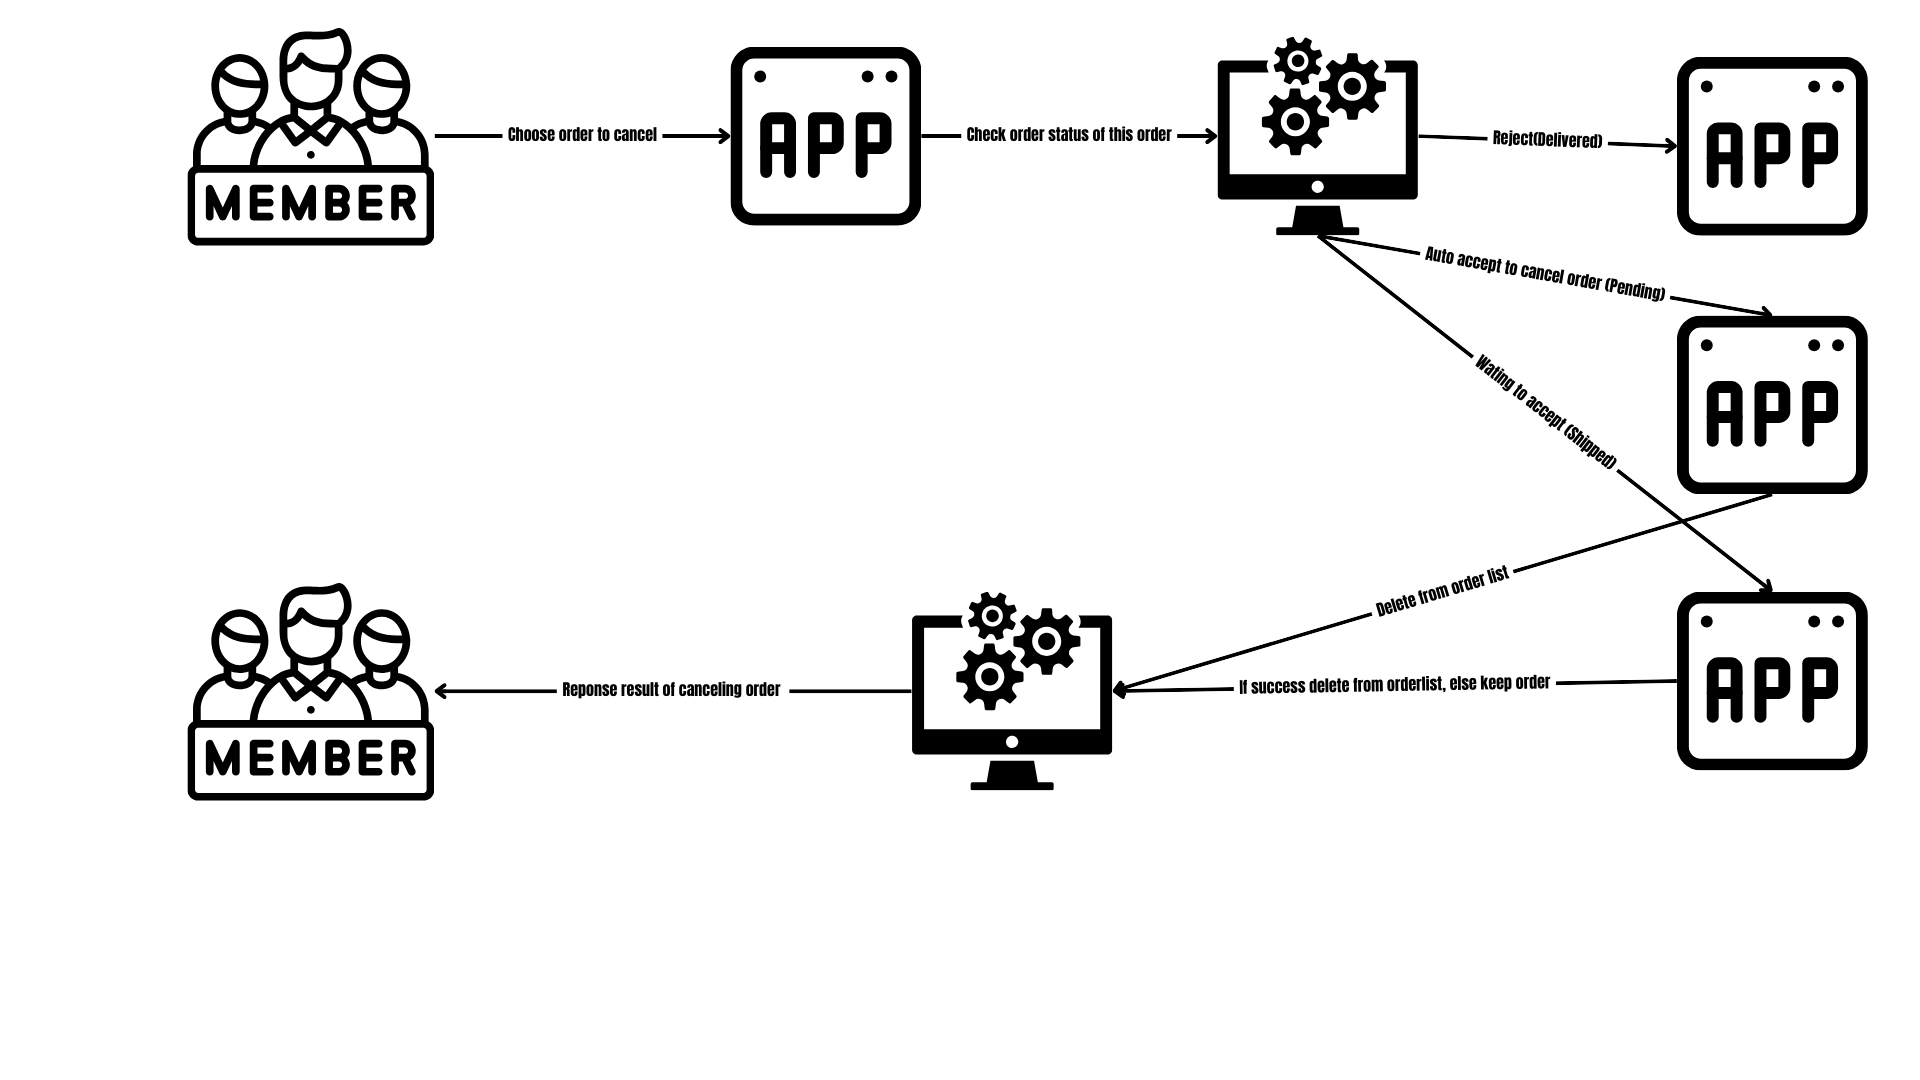 MEMBER
Choose order to cancel
APP
Check order status of this order
Reject(Delivered)
APP
Auto accept to cancel order (Pending)
APP
Wating to accept (Shipped)
Delete from order list
APP
If success delete from orderlist, else keep order
Reponse result of canceling order
MEMBER